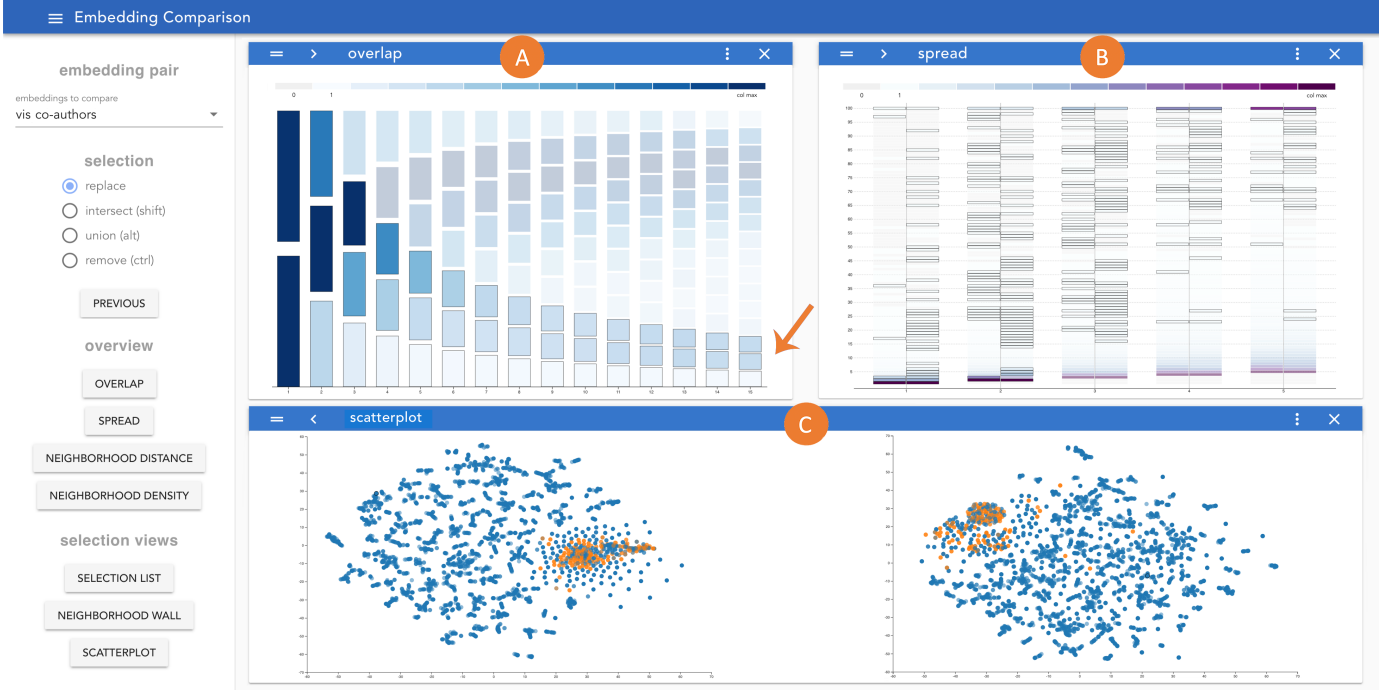 Embedding Comparison
embedding pair
embeddings to compare
vis co-authors
selection
replace
intersect (shift)
union (alt)
remove (ctrl)
PREVIOUS
overview
OVERLAP
SPREAD
NEIGHBORHOOD DISTANCE
NEIGHBORHOOD DENSITY
selection views
SELECTION LIST
NEIGHBORHOOD WALL
SCATTERPLOT
overlap
A
0 1 col max
1 2 3 4 5 6 7 8 9 10 11 12 13 14 15
spread
B
0 1 col max
100
95
90
85
80
75
70
65
60
55
50
45
40
35
30
25
20
15
10
5
1 2 3 4 5
scatterplot
C